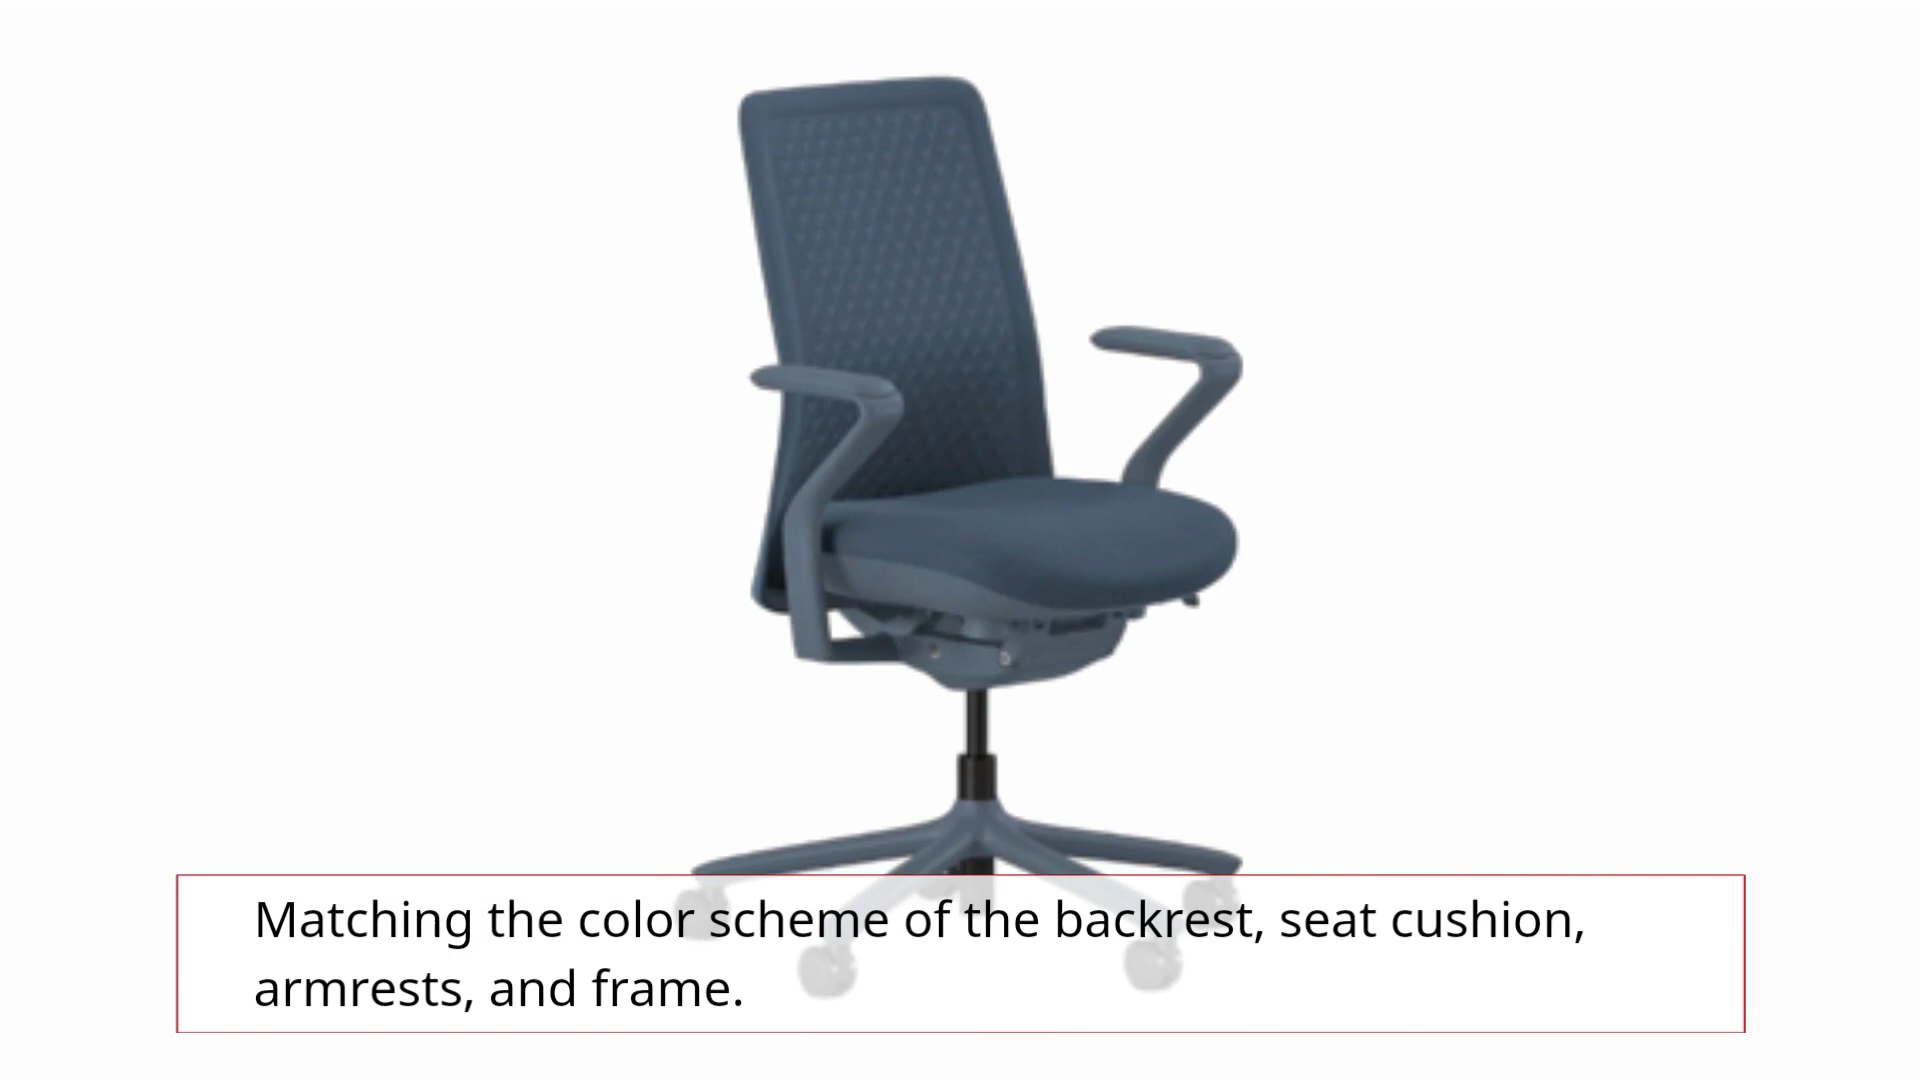 Matching the color scheme of the backrest, seat cushion,
armrests, and frame.